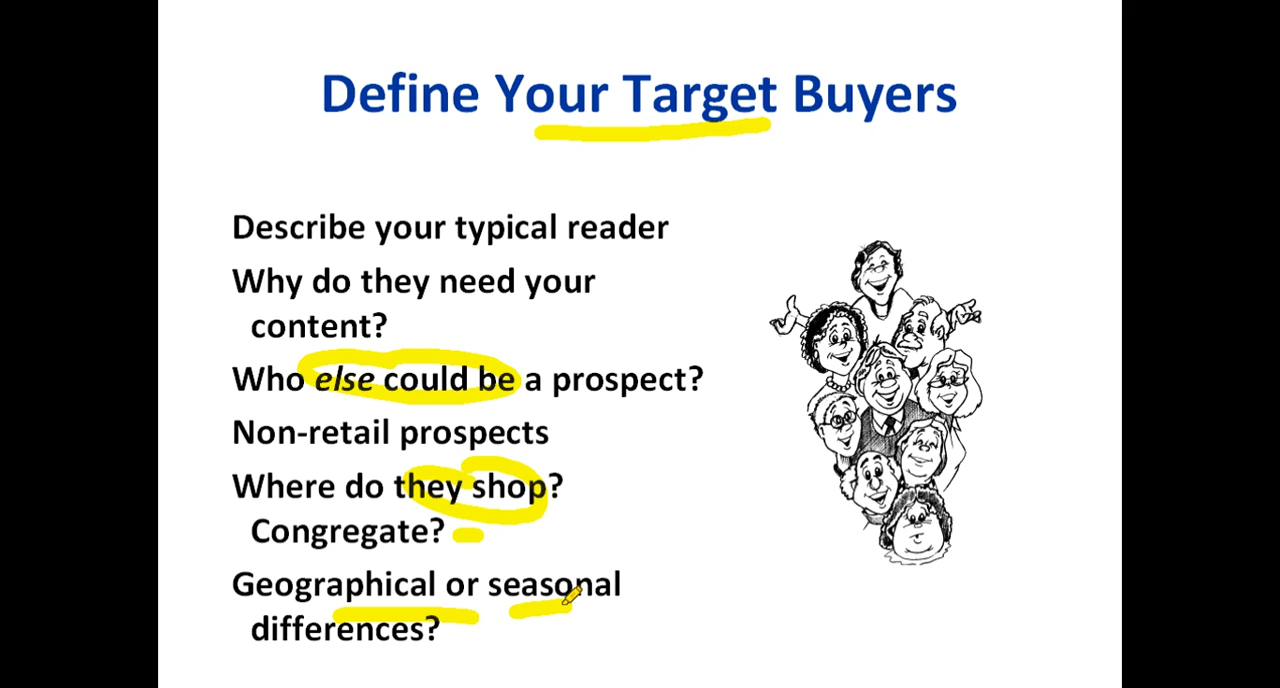 Define Your Target Buyers
Describe your typical reader
Why do they need your
content?
Who else could be a prospect?
Non-retail prospects
Where do they shop?
Congregate?
Geographical or seasonal
differences?